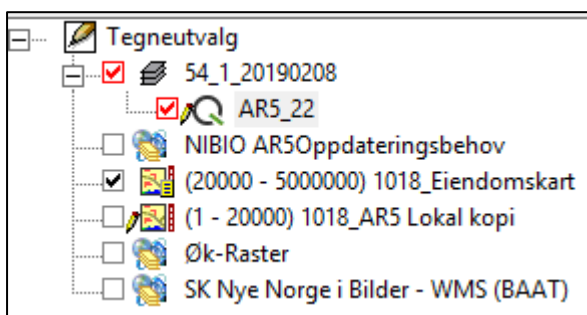 Tegneutvalg
54_1_20190208
AR5_22
NIBIO AR5Oppdateringsbehov
(20000 - 5000000) 1018_Eiendomskart
(1 - 20000) 1018_AR5 Lokal kopi
Øk-Raster
SK Nye Norge i Bilder - WMS (BAAT)